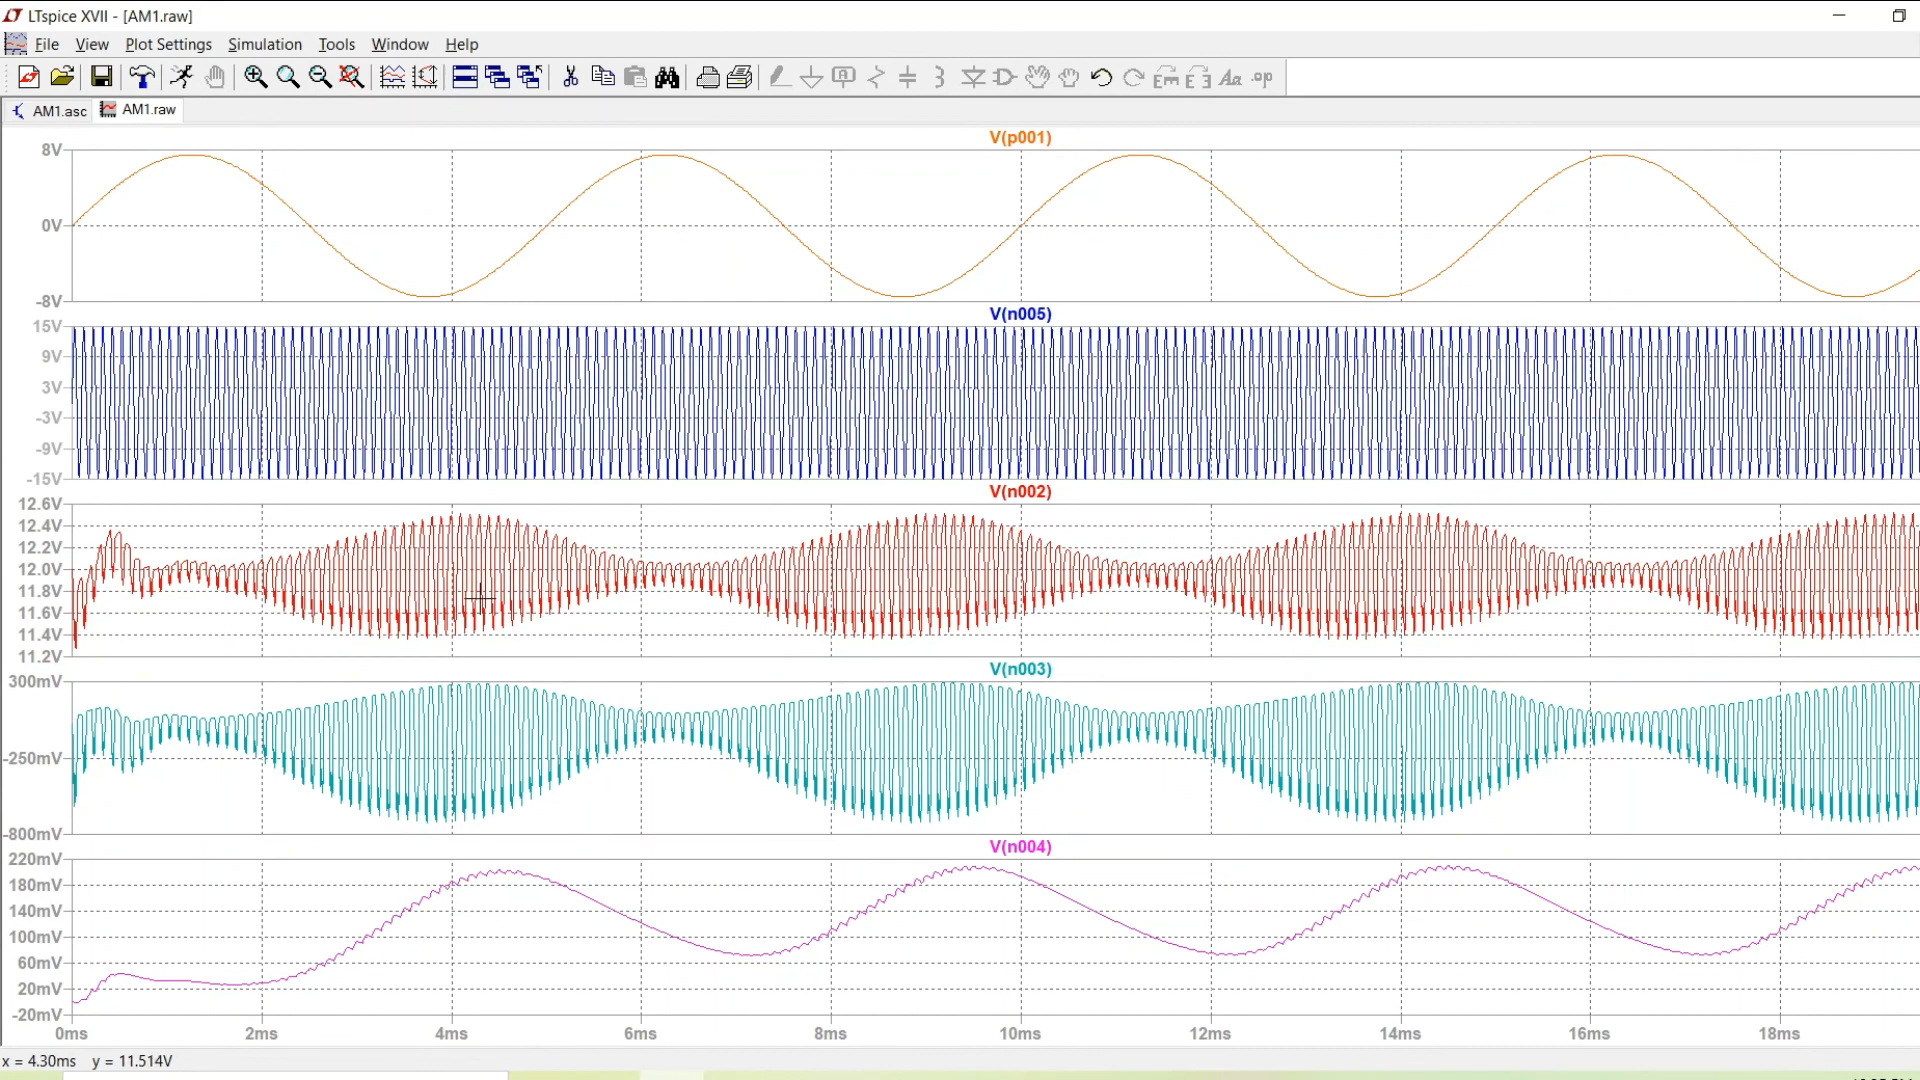 LTspice XVII - [AM1.raw]
File View Plot Settings Simulation Tools Window Help
AM1.asc AM1.raw
V(p001)
8V
0V
-8V
V(n005)
15V
9V
3V
-3V
-9V
-15V
V(n002)
12.6V
12.4V
12.2V
12.0V
11.8V
11.6V
11.4V
11.2V
V(n003)
300mV
-250mV
-800mV
V(n004)
220mV
180mV
140mV
100mV
60mV
20mV
-20mV
0ms 2ms 4ms 6ms 8ms 10ms 12ms 14ms 16ms 18ms
x = 4.30ms y = 11.514V